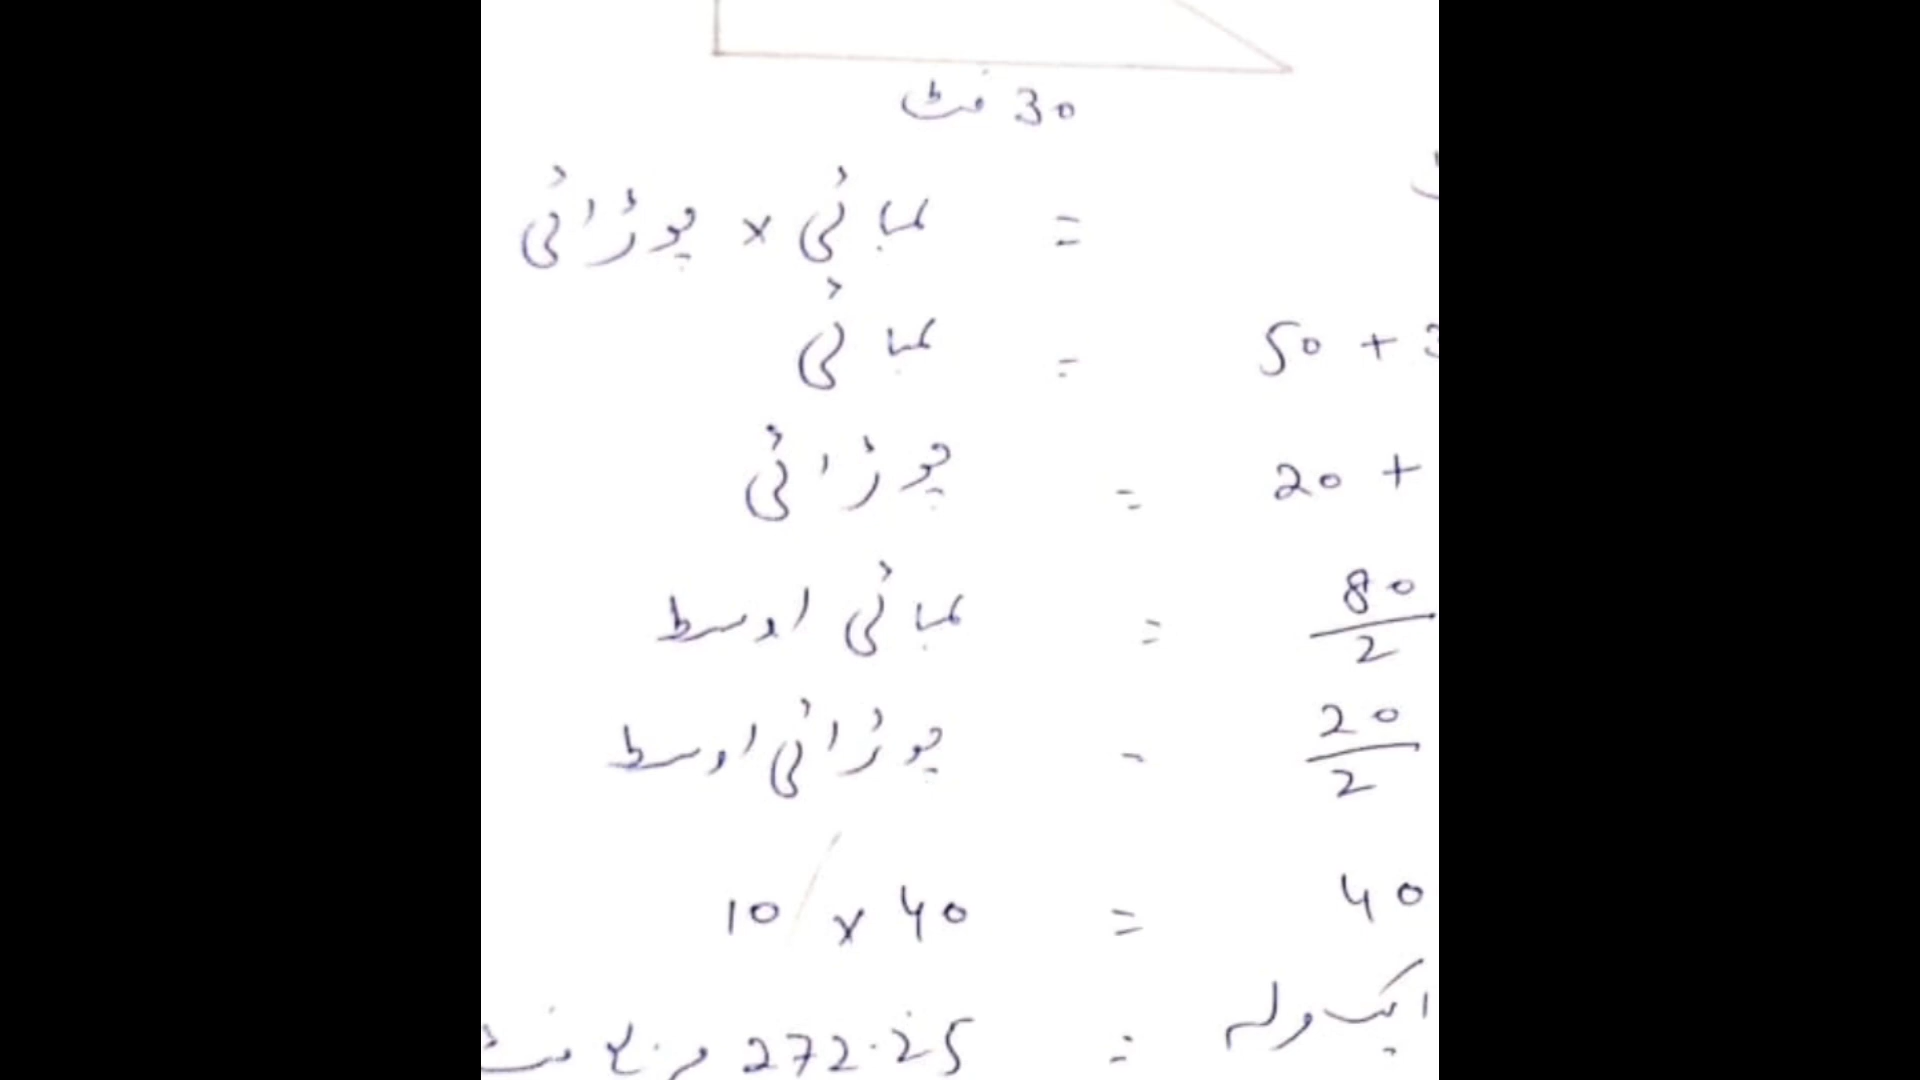 30 فٹ
= لمبائی x چوڑائی
لمبائی = 50 +
چوڑائی = 20 +
لمبائی اوسط = 80/2
چوڑائی اوسط - 20/2
10 x 40 = 40
ایک مرلہ = 272.25 مربع فٹ